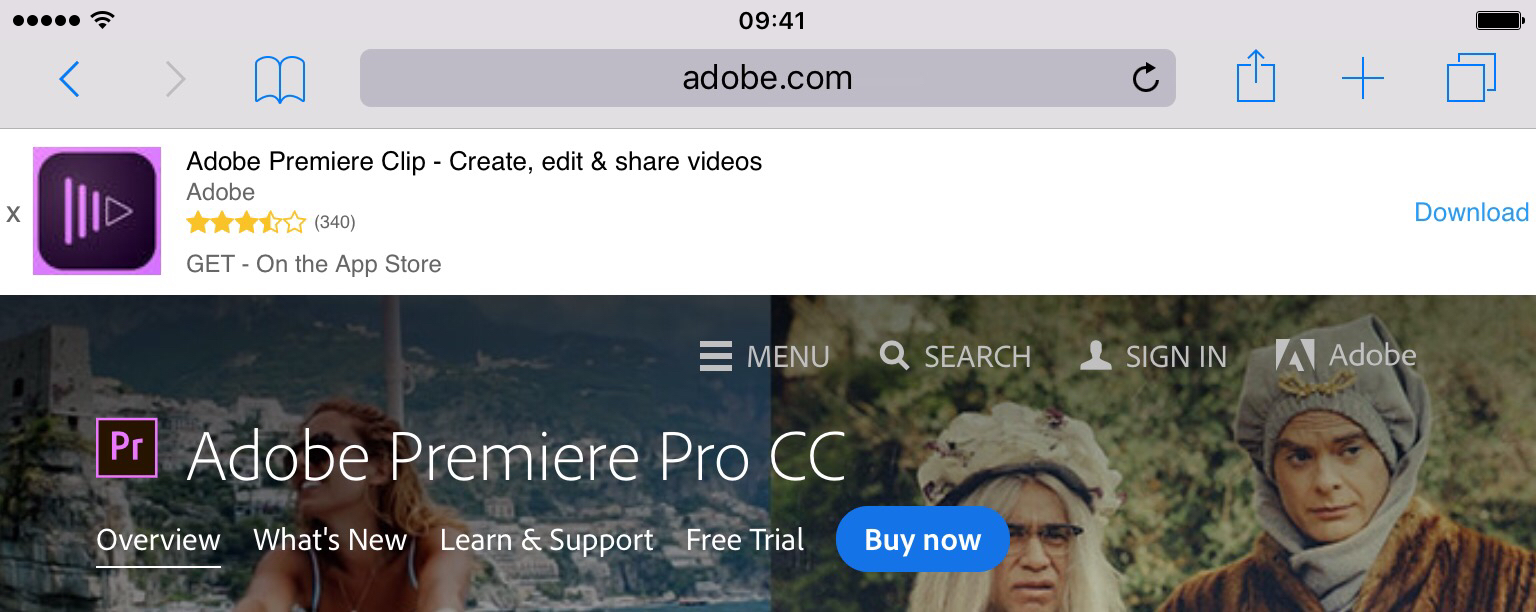 09:41
adobe.com
x
Adobe Premiere Clip - Create, edit & share videos
Adobe
(340)
GET - On the App Store
Download
MENU SEARCH SIGN IN Adobe
Pr Adobe Premiere Pro CC
Overview What's New Learn & Support Free Trial Buy now